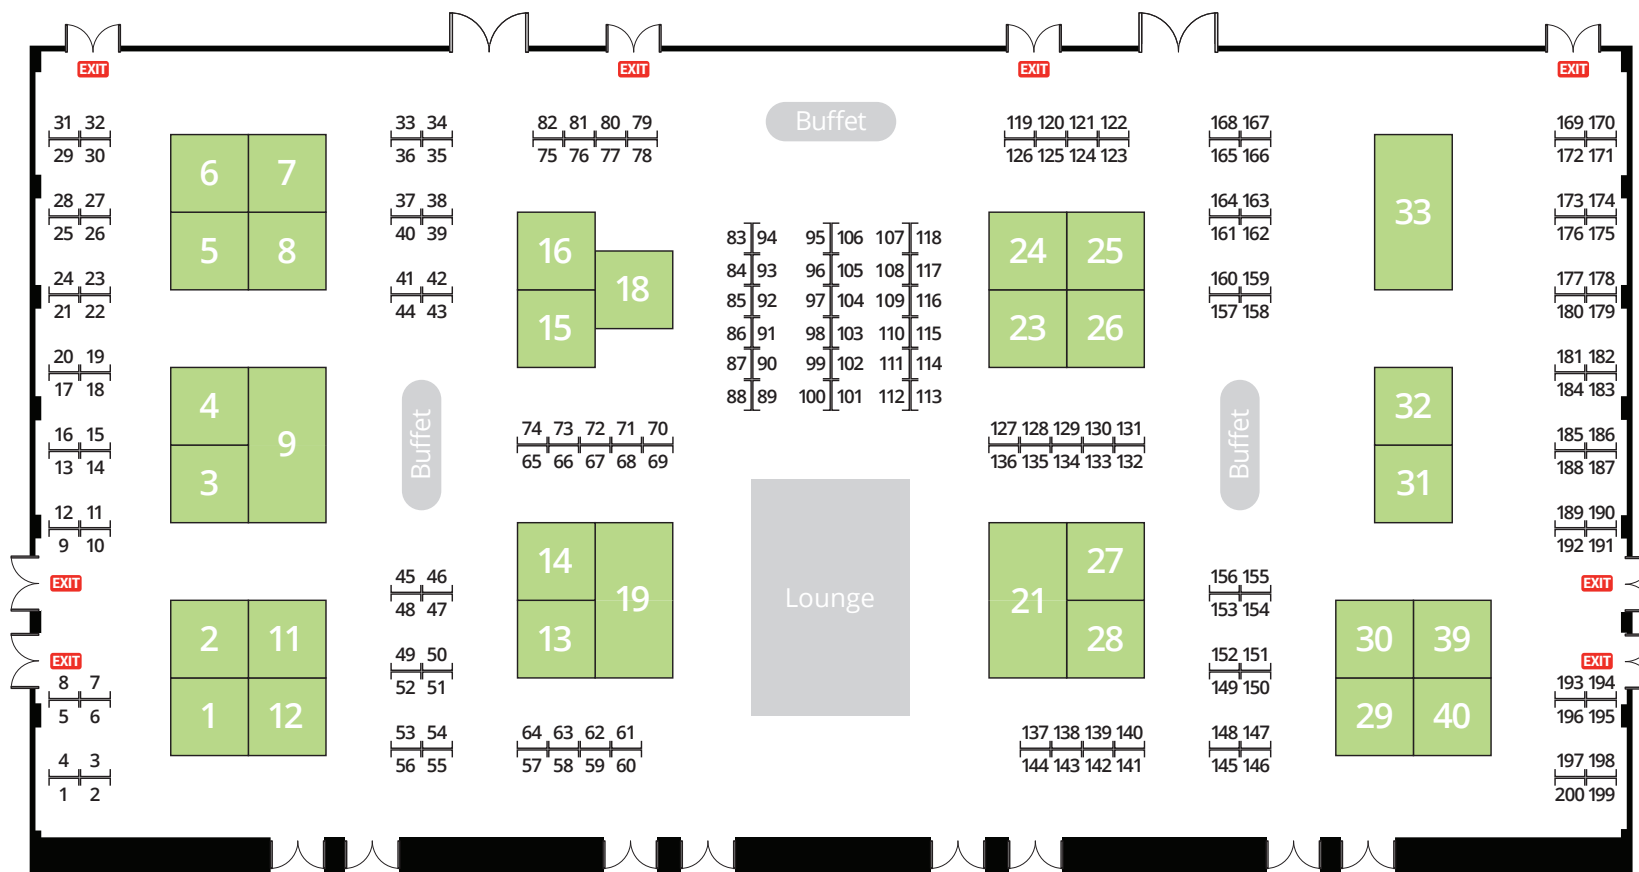 EXIT EXIT EXIT EXIT
Buffet
31 32 33 34 82 81 80 79 119 120 121 122 168 167 169 170
29 30 36 35 75 76 77 78 126 125 124 123 165 166 172 171
6 7
28 27 37 38 164 163 173 174
33
25 26 40 39 161 162 176 175
83 94 95 106 107 118
5 8 16 24 25
84 93 96 105 108 117
24 23 41 42 160 159 177 178
18
85 92 97 104 109 116
21 22 44 43 157 158 180 179
15 23 26
86 91 98 103 110 115
20 19 181 182
87 90 99 102 111 114
17 18 184 183
88 89 100 101 112 113
4 32
16 15 74 73 72 71 70 127 128 129 130 131 185 186
9
Buffet Buffet
13 14 65 66 67 68 69 136 135 134 133 132 188 187
3 31
12 11 189 190
9 10 192 191
14 27
45 46 156 155
EXIT EXIT
19 Lounge 21
48 47 153 154
2 11 13 28 30 39
49 50 152 151
EXIT EXIT
8 7 193 194
52 51 149 150
5 6 196 195
1 12 29 40
53 54 64 63 62 61 137 138 139 140 148 147
56 55 57 58 59 60 144 143 142 141 145 146
4 3 197 198
1 2 200 199